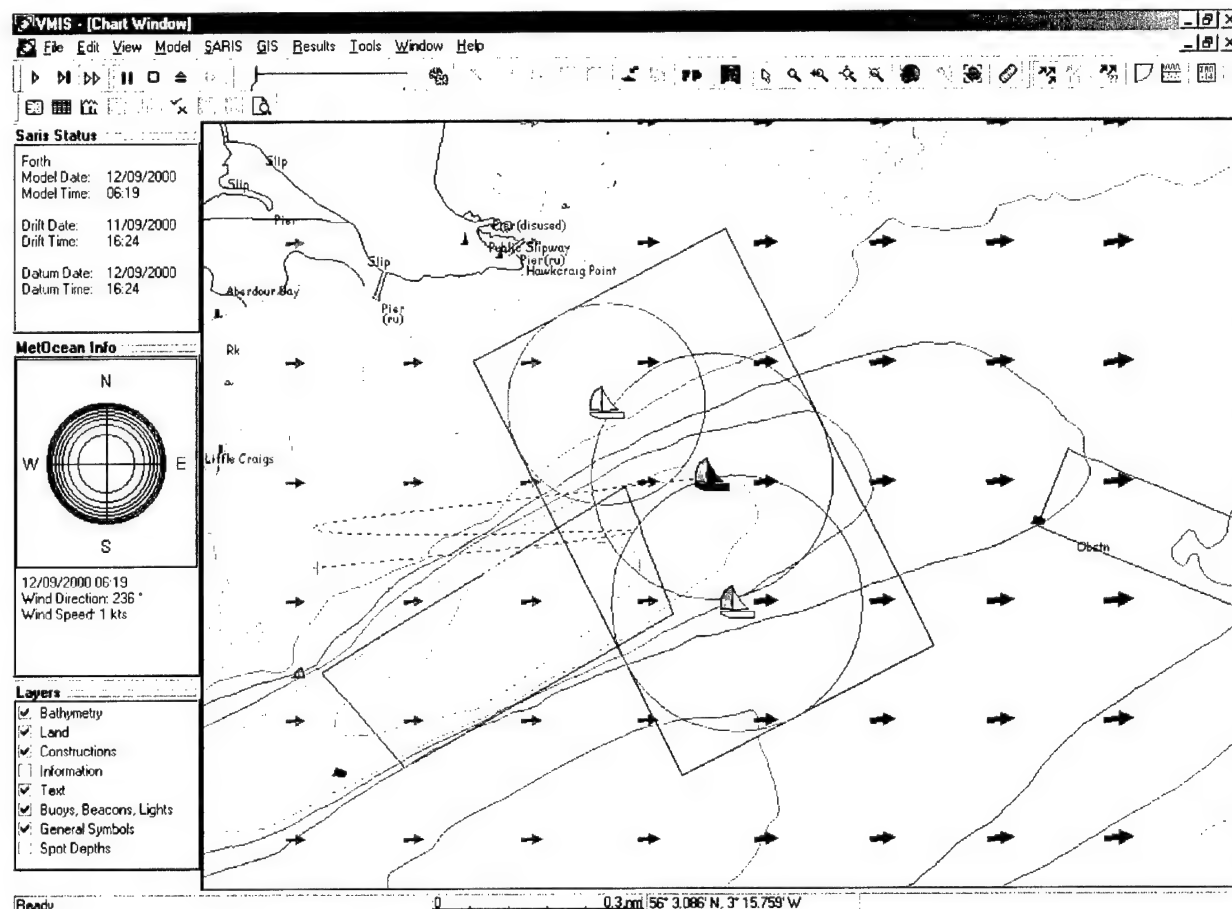 VMIS - [Chart Window]
File Edit View Model SARIS GIS Results Tools Window Help
Saris Status
Forth
Model Date: 12/09/2000
Model Time: 06:19
Drift Date: 11/09/2000
Drift Time: 16:24
Datum Date: 12/09/2000
Datum Time: 16:24
MetOcean Info
N
W E
S
12/09/2000 06:19
Wind Direction: 236 °
Wind Speed: 1 kts
Layers
Bathymetry
Land
Constructions
Information
Text
Buoys, Beacons, Lights
General Symbols
Spot Depths
Slip
Slip
Pier
Slip
Pier (disused)
Public Slipway
Pier(ru)
Hawkcraig Point
Aberdour Bay
Pier
(ru)
Rk
Little Craigs
Obstn
Ready 0 0.3 nm 56° 3.086' N, 3° 15.759' W